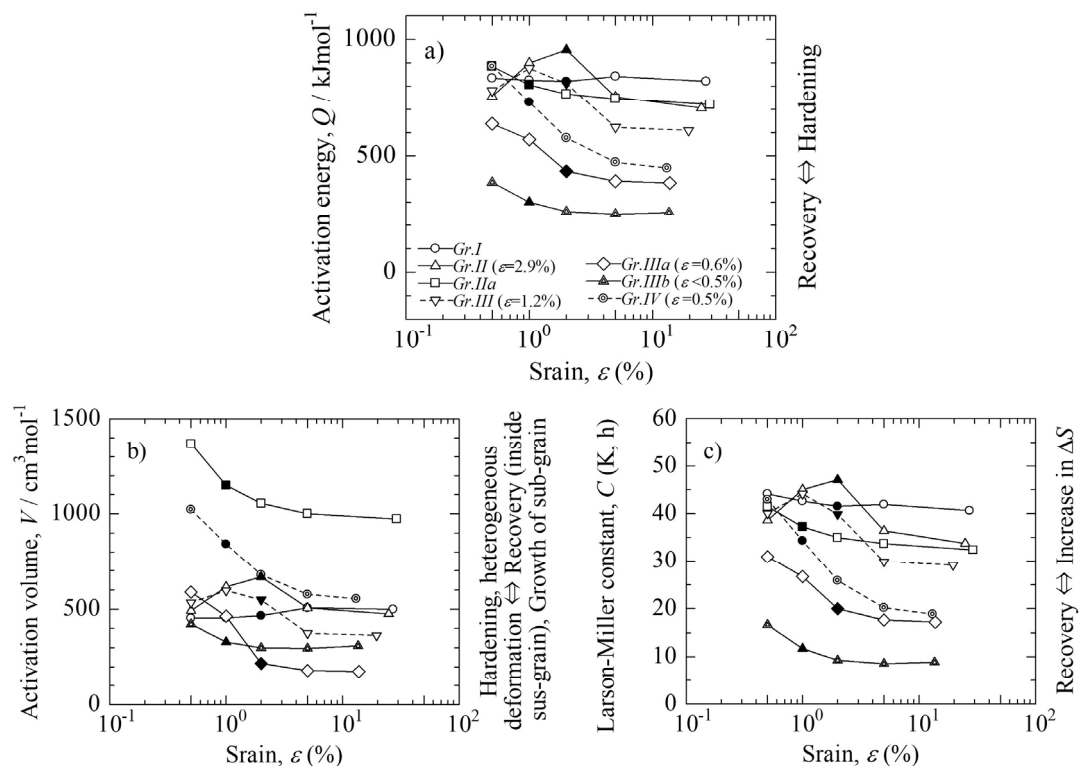 a)
Activation energy, Q / kJmol⁻¹
1000
500
0
Gr.I
Gr.II (ε=2.9%)
Gr.IIa
Gr.III (ε=1.2%)
Gr.IIIa (ε=0.6%)
Gr.IIIb (ε<0.5%)
Gr.IV (ε=0.5%)
10⁻¹ 10⁰ 10¹ 10²
Srain, ε (%)
Recovery ⇔ Hardening
b)
Activation volume, V / cm³mol⁻¹
1500
1000
500
0
10⁻¹ 10⁰ 10¹ 10²
Srain, ε (%)
Hardening, heterogeneous
deformation ⇔ Recovery (inside
sus-grain), Growth of sub-grain
c)
Larson-Miller constant, C (K, h)
60
50
40
30
20
10
0
10⁻¹ 10⁰ 10¹ 10²
Srain, ε (%)
Recovery ⇔ Increase in ΔS